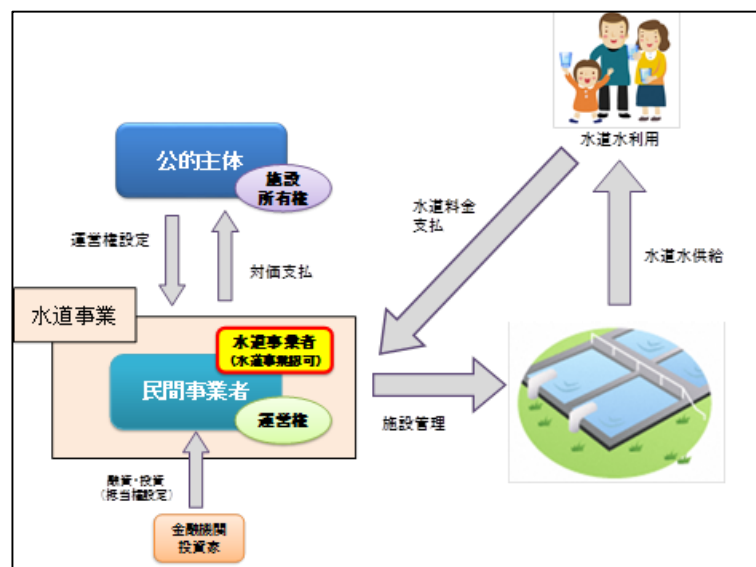 水道水利用
公的主体
施設
所有権
水道料金
支払
運営権設定
対価支払
水道水供給
水道事業
水道事業者
(水道事業認可)
民間事業者
運営権
施設管理
融資・投資
(抵当権設定)
金融機関
投資家